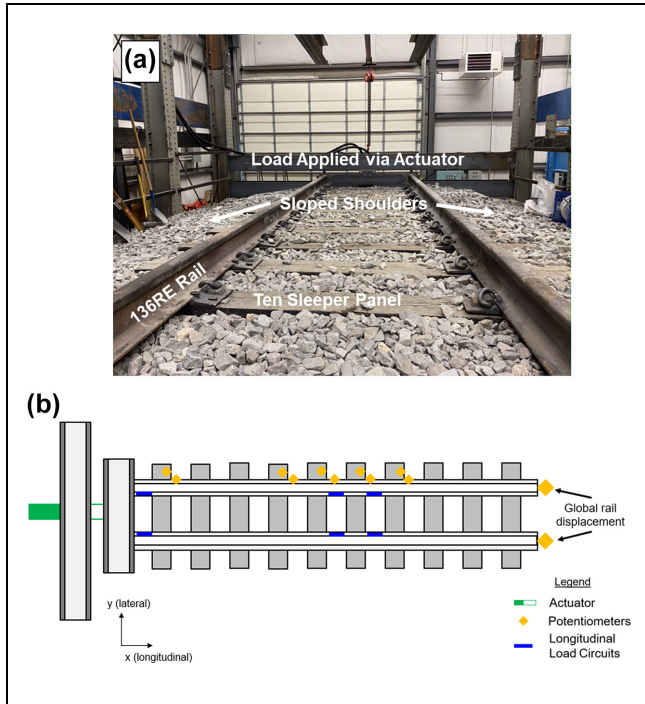 (a)
Load Applied via Actuator
Sloped Shoulders
136RE Rail
Ten Sleeper Panel
(b)
Global rail
displacement
y (lateral)
x (longitudinal)
Legend
Actuator
Potentiometers
Longitudinal
Load Circuits